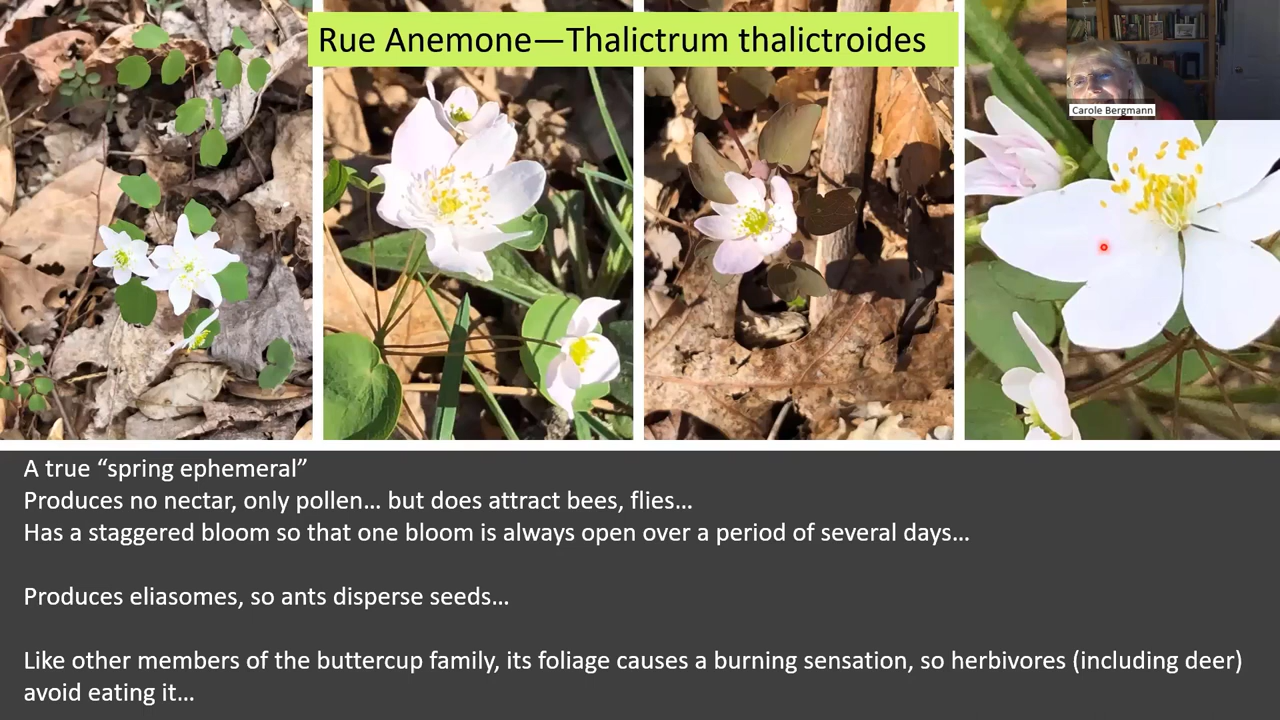 Rue Anemone—Thalictrum thalictroides
Carole Bergmann
A true “spring ephemeral”
Produces no nectar, only pollen… but does attract bees, flies…
Has a staggered bloom so that one bloom is always open over a period of several days…
Produces eliasomes, so ants disperse seeds…
Like other members of the buttercup family, its foliage causes a burning sensation, so herbivores (including deer)
avoid eating it…